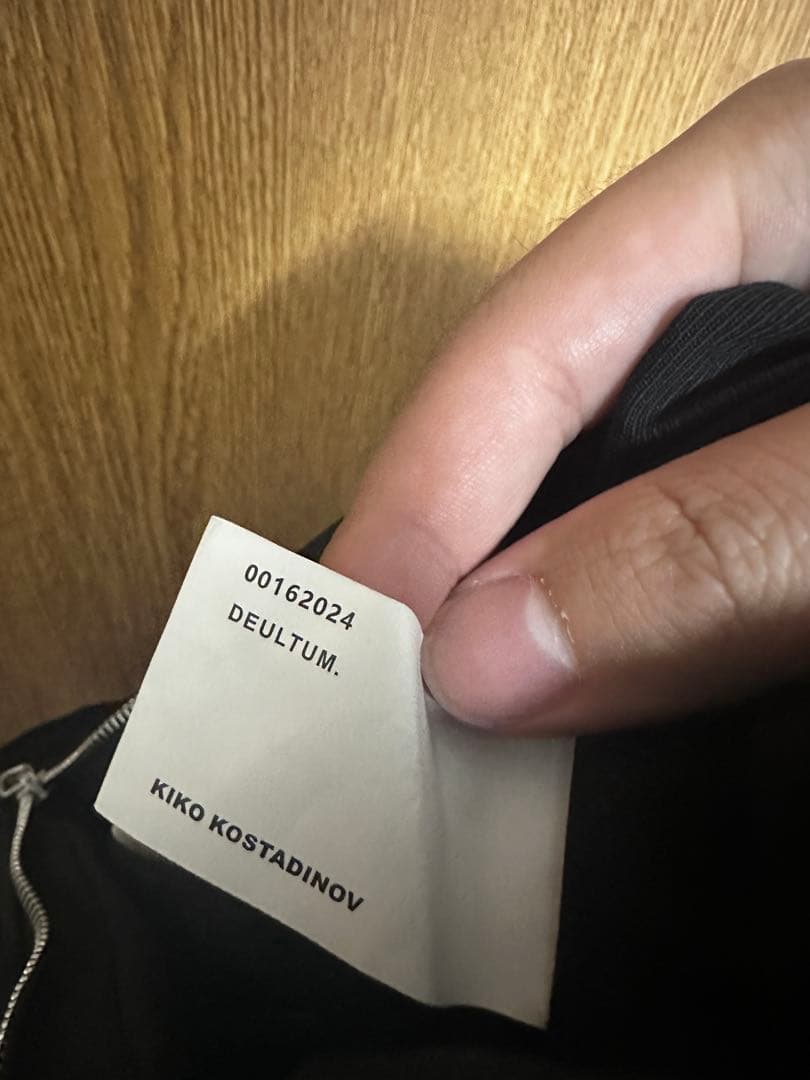 00162024
DEULTUM.
KIKO KOSTADINOV